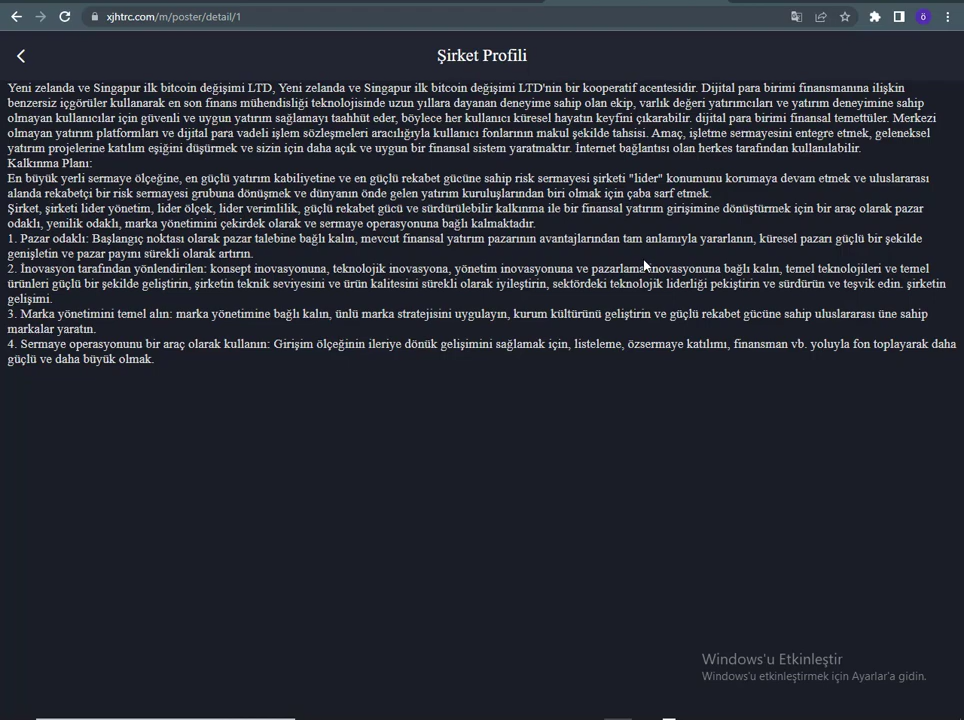 xjhtrc.com/m/poster/detail/1
ö
Şirket Profili
Yeni zelanda ve Singapur ilk bitcoin değişimi LTD, Yeni zelanda ve Singapur ilk bitcoin değişimi LTD'nin bir kooperatif acentesidir. Dijital para birimi finansmanına ilişkin
benzersiz içgörüler kullanarak en son finans mühendisliği teknolojisinde uzun yıllara dayanan deneyime sahip olan ekip, varlık değeri yatırımcıları ve yatırım deneyimine sahip
olmayan kullanıcılar için güvenli ve uygun yatırım sağlamayı taahhüt eder, böylece her kullanıcı küresel hayatın keyfini çıkarabilir. dijital para birimi finansal temettüler. Merkezi
olmayan yatırım platformları ve dijital para vadeli işlem sözleşmeleri aracılığıyla kullanıcı fonlarının makul şekilde tahsisi. Amaç, işletme sermayesini entegre etmek, geleneksel
yatırım projelerine katılım eşiğini düşürmek ve sizin için daha açık ve uygun bir finansal sistem yaratmaktır. İnternet bağlantısı olan herkes tarafından kullanılabilir.
Kalkınma Planı:
En büyük yerli sermaye ölçeğine, en güçlü yatırım kabiliyetine ve en güçlü rekabet gücüne sahip risk sermayesi şirketi "lider" konumunu korumaya devam etmek ve uluslararası
alanda rekabetçi bir risk sermayesi grubuna dönüşmek ve dünyanın önde gelen yatırım kuruluşlarından biri olmak için çaba sarf etmek.
Şirket, şirketi lider yönetim, lider ölçek, lider verimlilik, güçlü rekabet gücü ve sürdürülebilir kalkınma ile bir finansal yatırım girişimine dönüştürmek için bir araç olarak pazar
odaklı, yenilik odaklı, marka yönetimini çekirdek olarak ve sermaye operasyonuna bağlı kalmaktadır.
1. Pazar odaklı: Başlangıç noktası olarak pazar talebine bağlı kalın, mevcut finansal yatırım pazarının avantajlarından tam anlamıyla yararlanın, küresel pazarı güçlü bir şekilde
genişletin ve pazar payını sürekli olarak artırın.
2. İnovasyon tarafından yönlendirilen: konsept inovasyonuna, teknolojik inovasyona, yönetim inovasyonuna ve pazarlama inovasyonuna bağlı kalın, temel teknolojileri ve temel
ürünleri güçlü bir şekilde geliştirin, şirketin teknik seviyesini ve ürün kalitesini sürekli olarak iyileştirin, sektördeki teknolojik liderliği pekiştirin ve sürdürün ve teşvik edin. şirketin
gelişimi.
3. Marka yönetimini temel alın: marka yönetimine bağlı kalın, ünlü marka stratejisini uygulayın, kurum kültürünü geliştirin ve güçlü rekabet gücüne sahip uluslararası üne sahip
markalar yaratın.
4. Sermaye operasyonunu bir araç olarak kullanın: Girişim ölçeğinin ileriye dönük gelişimini sağlamak için, listeleme, özsermaye katılımı, finansman vb. yoluyla fon toplayarak daha
güçlü ve daha büyük olmak.
Windows'u Etkinleştir
Windows'u etkinleştirmek için Ayarlar'a gidin.